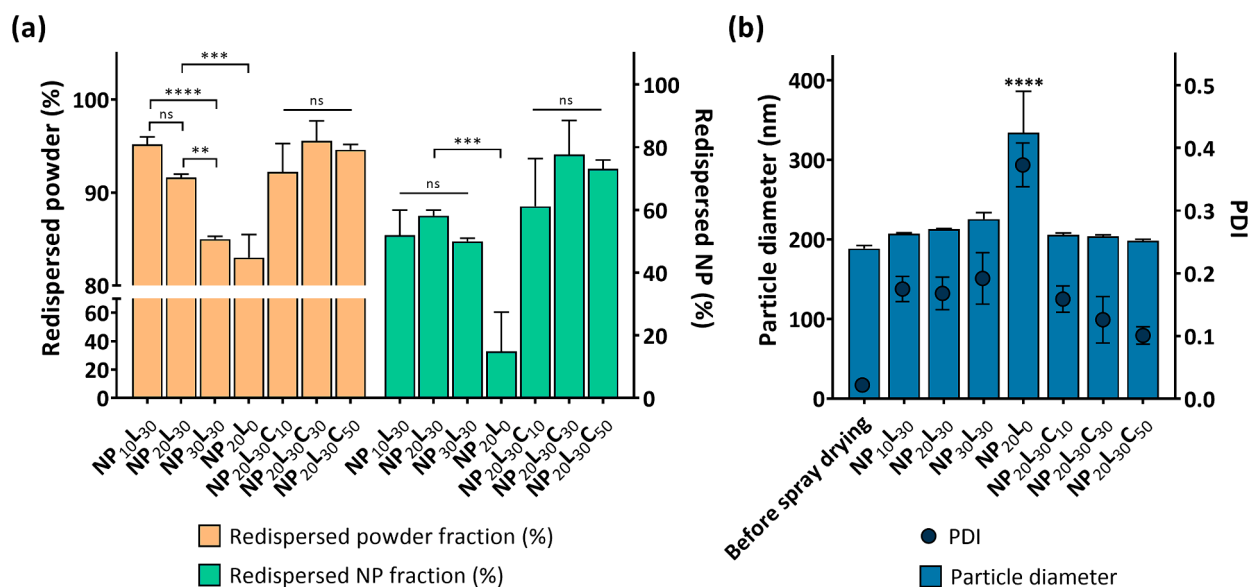 (a)
Redispersed powder (%)
100
90
80
60
40
20
0
***
****
ns
**
ns
ns
***
ns
100
80
60
40
20
0
Redispersed NP (%)
NP10L30
NP20L30
NP30L30
NP20L0
NP20L30C10
NP20L30C30
NP20L30C50
NP10L30
NP20L30
NP30L30
NP20L0
NP20L30C10
NP20L30C30
NP20L30C50
Redispersed powder fraction (%)
Redispersed NP fraction (%)
(b)
Particle diameter (nm)
400
300
200
100
0
****
0.5
0.4
0.3
0.2
0.1
0.0
PDI
Before spray drying
NP10L30
NP20L30
NP30L30
NP20L0
NP20L30C10
NP20L30C30
NP20L30C50
PDI
Particle diameter